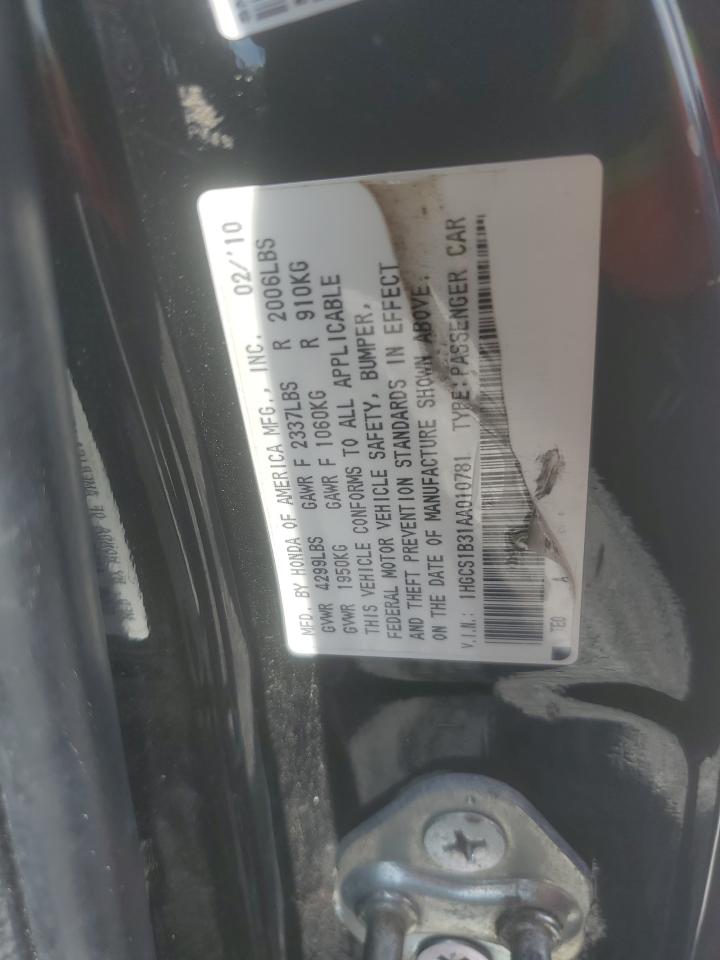 MFD. BY HONDA OF AMERICA MFG., INC. 02/'10
GVWR 4299LBS GAWR F 2337LBS R 2006LBS
GVWR 1950KG GAWR F 1060KG R 910KG
THIS VEHICLE CONFORMS TO ALL APPLICABLE
FEDERAL MOTOR VEHICLE SAFETY, BUMPER,
AND THEFT PREVENTION STANDARDS IN EFFECT
ON THE DATE OF MANUFACTURE SHOWN ABOVE.
V.I.N.: 1HGCS1B31AA010781 TYPE:PASSENGER CAR
TE0 A